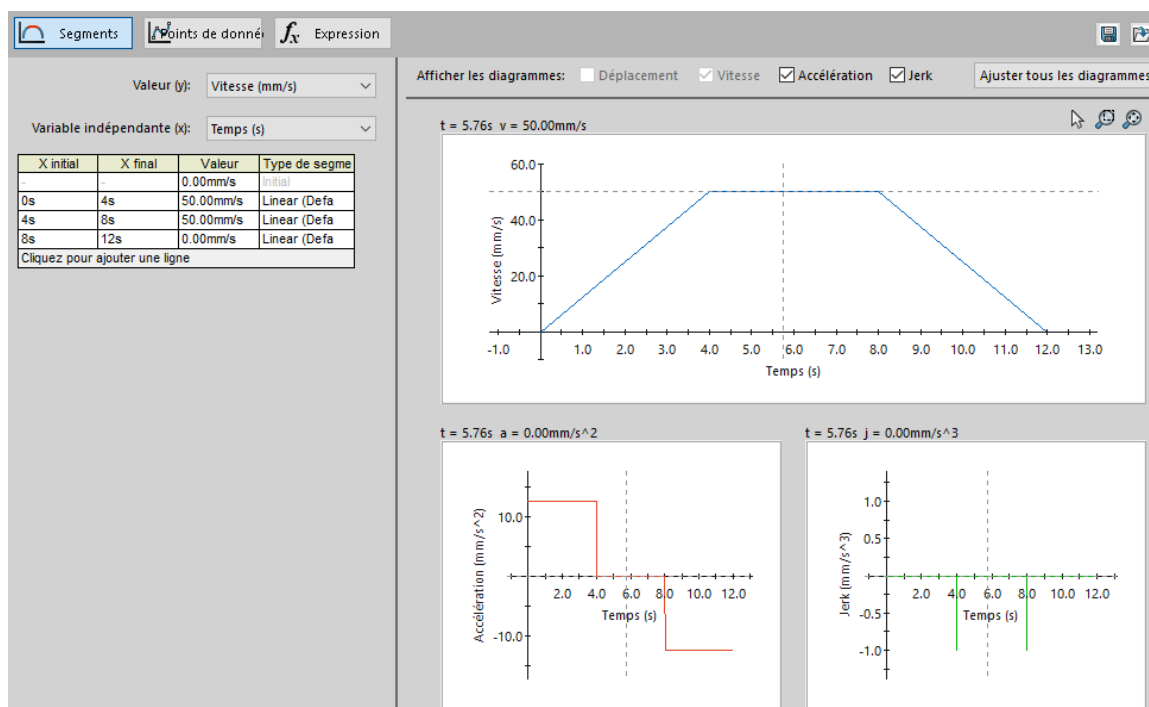 Segments
Points de donné
fx Expression
Valeur (y): Vitesse (mm/s)
Variable indépendante (x): Temps (s)
X initial X final Valeur Type de segme
- - 0.00mm/s Initial
0s 4s 50.00mm/s Linear (Defa
4s 8s 50.00mm/s Linear (Defa
8s 12s 0.00mm/s Linear (Defa
Cliquez pour ajouter une ligne
Afficher les diagrammes: Déplacement Vitesse Accélération Jerk Ajuster tous les diagrammes
t = 5.76s v = 50.00mm/s
60.0
40.0
20.0
Vitesse (mm/s)
-1.0 1.0 2.0 3.0 4.0 5.0 6.0 7.0 8.0 9.0 10.0 11.0 12.0 13.0
Temps (s)
t = 5.76s a = 0.00mm/s^2
10.0
-10.0
Accélération (mm/s^2)
2.0 4.0 6.0 8.0 10.0 12.0
Temps (s)
t = 5.76s j = 0.00mm/s^3
1.0
0.5
-0.5
-1.0
Jerk (mm/s^3)
2.0 4.0 6.0 8.0 10.0 12.0
Temps (s)